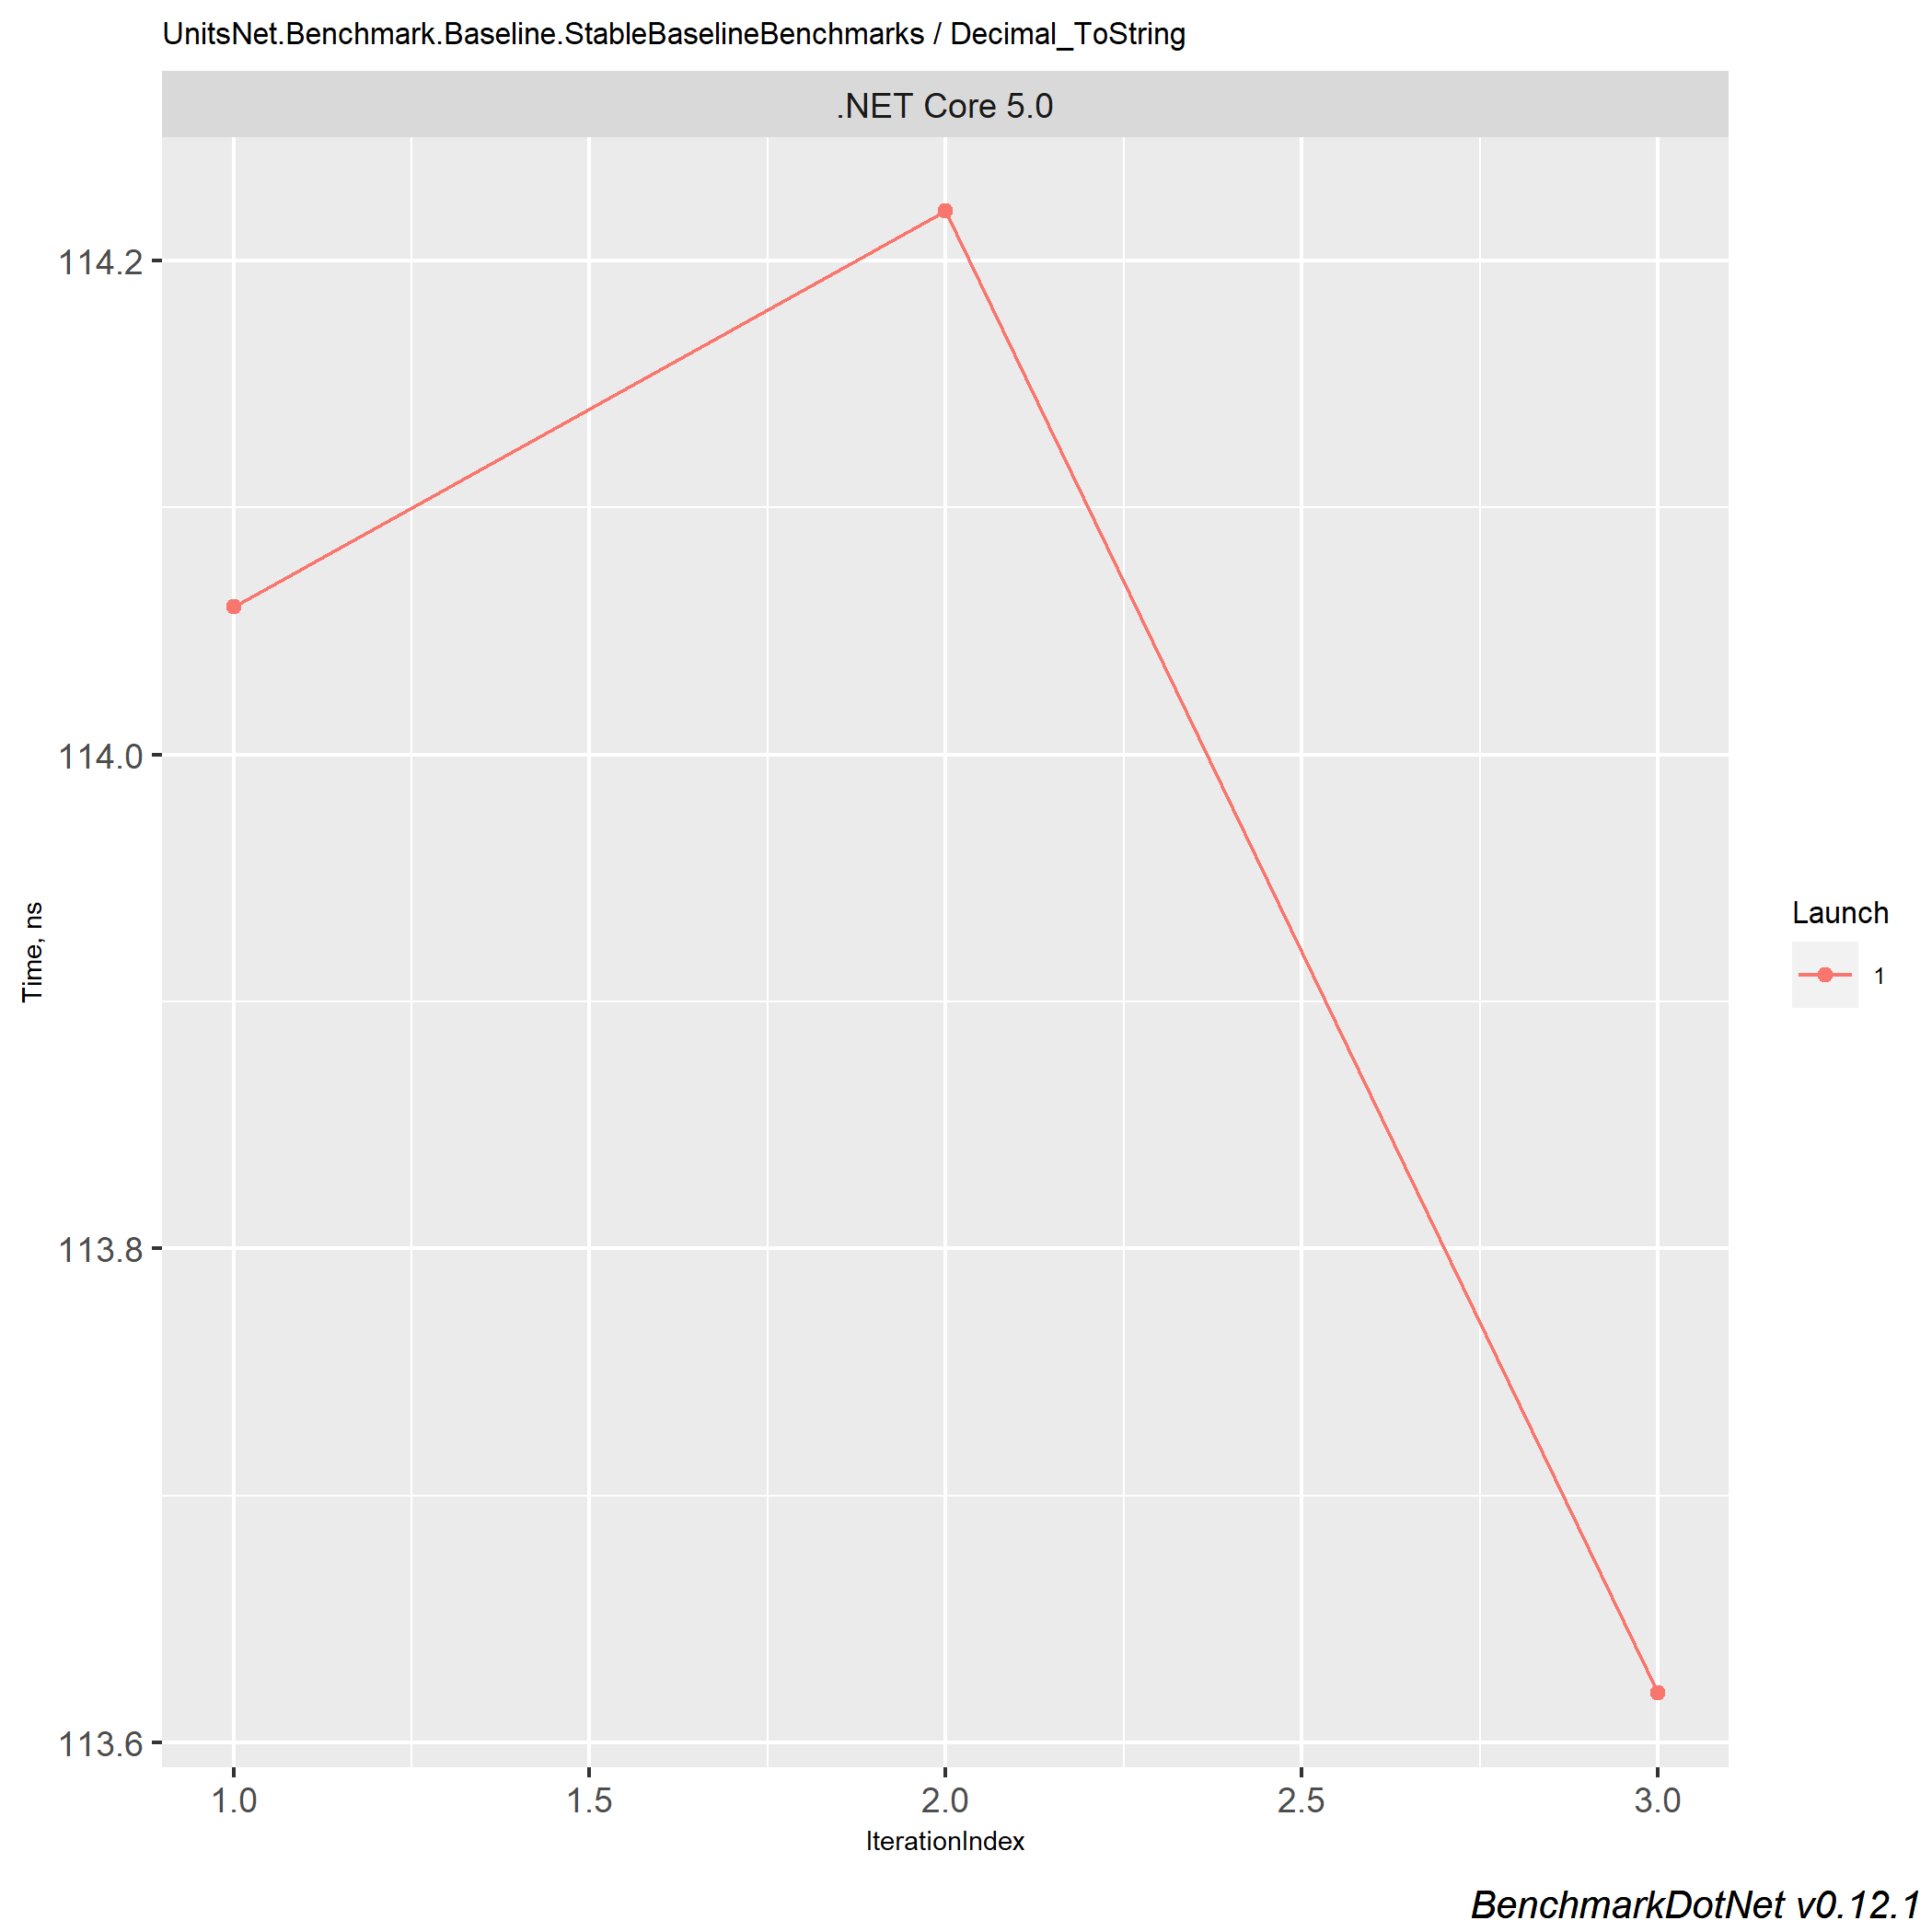 UnitsNet.Benchmark.Baseline.StableBaselineBenchmarks / Decimal_ToString
.NET Core 5.0
114.2
114.0
113.8
113.6
Time, ns
1.0 1.5 2.0 2.5 3.0
IterationIndex
Launch
1
BenchmarkDotNet v0.12.1